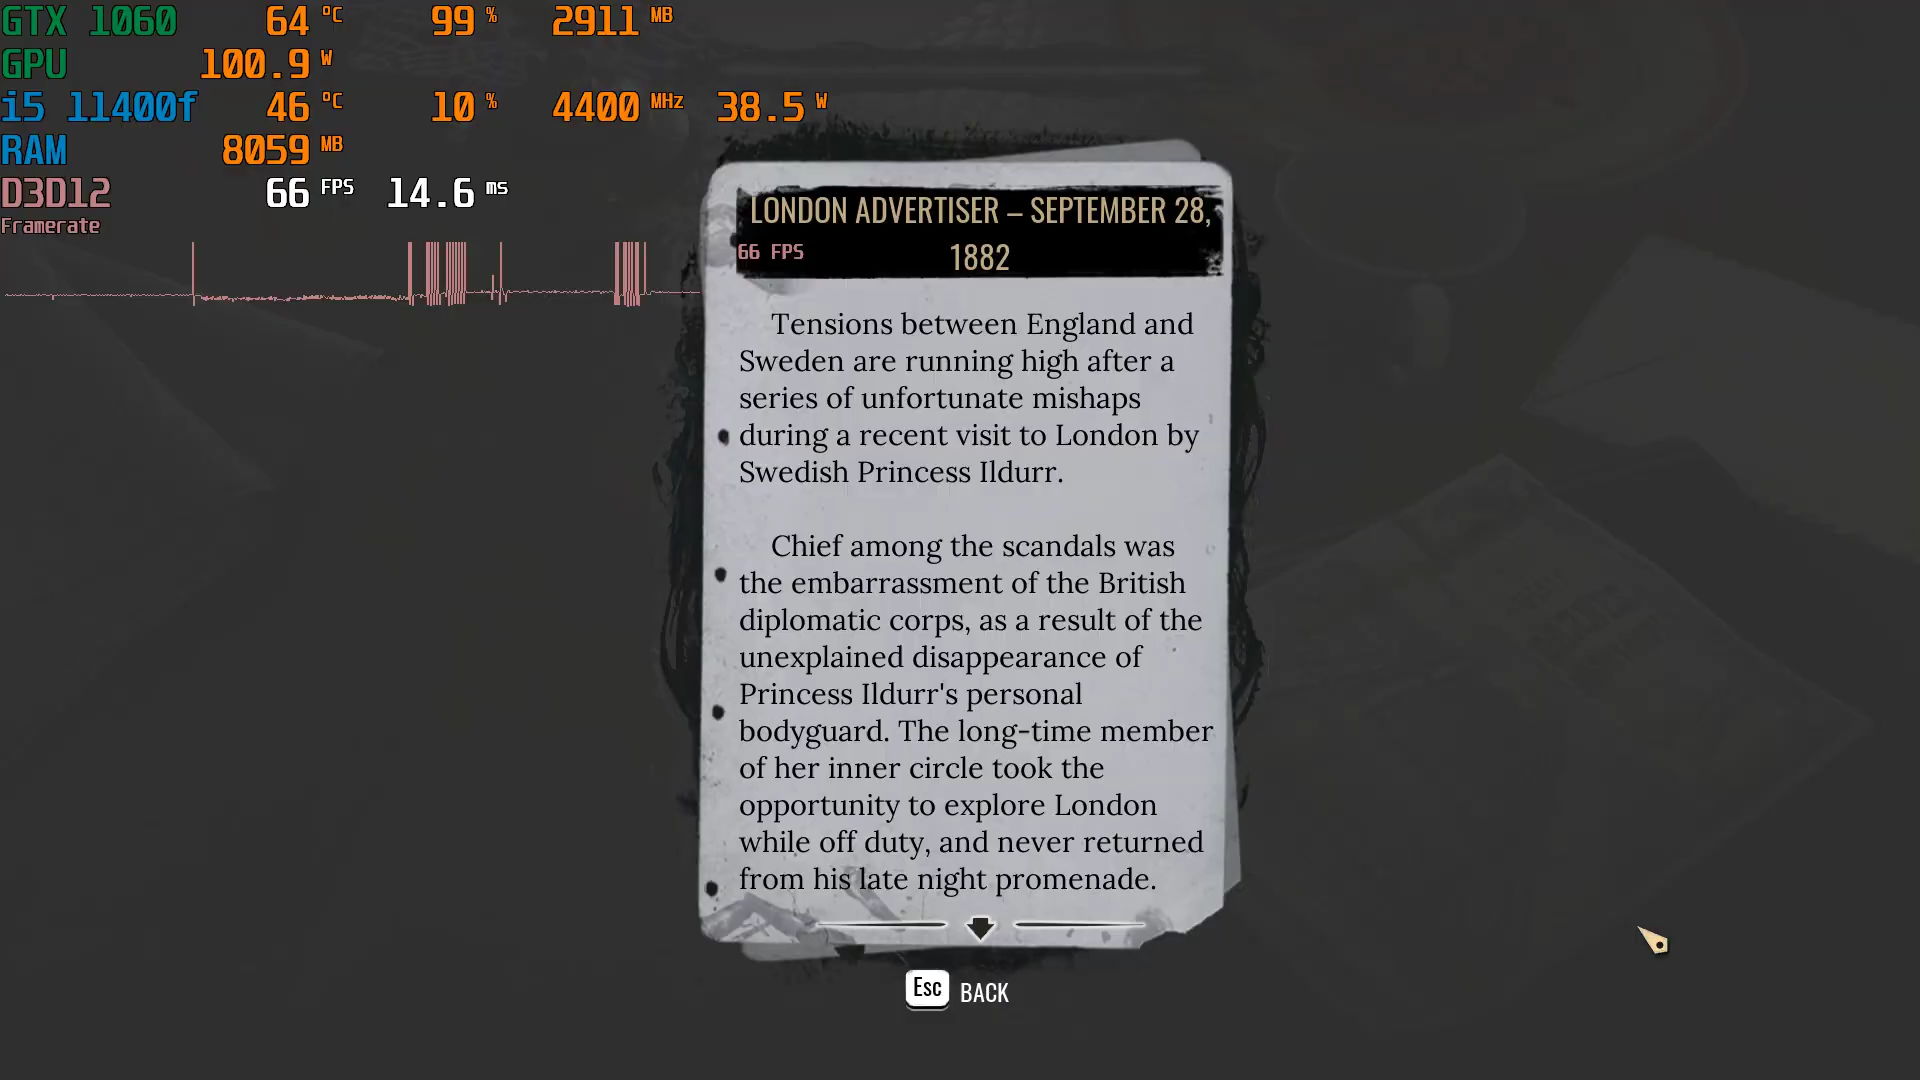 GTX 1060 64 °C 99 % 2911 MB
GPU 100.9 W
i5 11400f 46 °C 10 % 4400 MHz 38.5 W
RAM 8059 MB
D3D12 66 FPS 14.6 ms
Framerate
LONDON ADVERTISER – SEPTEMBER 28,
1882
66 FPS
Tensions between England and
Sweden are running high after a
series of unfortunate mishaps
during a recent visit to London by
Swedish Princess Ildurr.
Chief among the scandals was
the embarrassment of the British
diplomatic corps, as a result of the
unexplained disappearance of
Princess Ildurr's personal
bodyguard. The long-time member
of her inner circle took the
opportunity to explore London
while off duty, and never returned
from his late night promenade.
Esc BACK